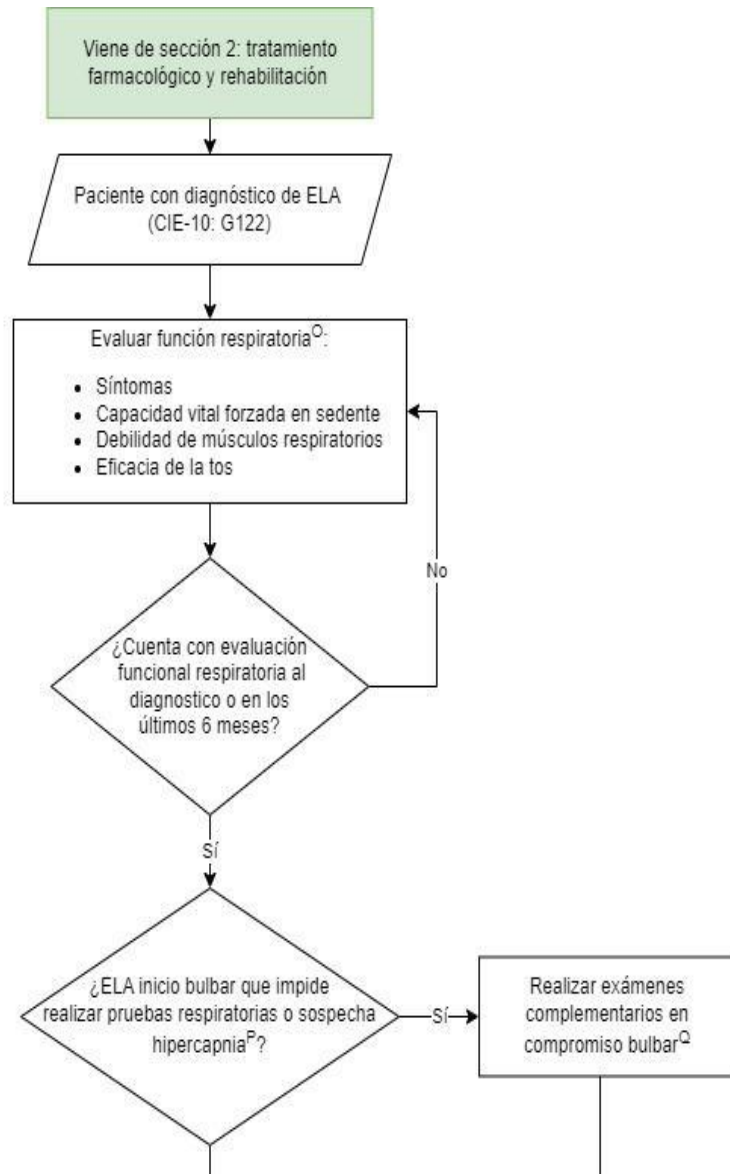 Viene de sección 2: tratamiento
farmacológico y rehabilitación
Paciente con diagnóstico de ELA
(CIE-10: G122)
Evaluar función respiratoriaO:
• Síntomas
• Capacidad vital forzada en sedente
• Debilidad de músculos respiratorios
• Eficacia de la tos
No
¿Cuenta con evaluación
funcional respiratoria al
diagnostico o en los
últimos 6 meses?
Sí
¿ELA inicio bulbar que impide
realizar pruebas respiratorias o sospecha
hipercapniaP?
Sí
Realizar exámenes
complementarios en
compromiso bulbarQ